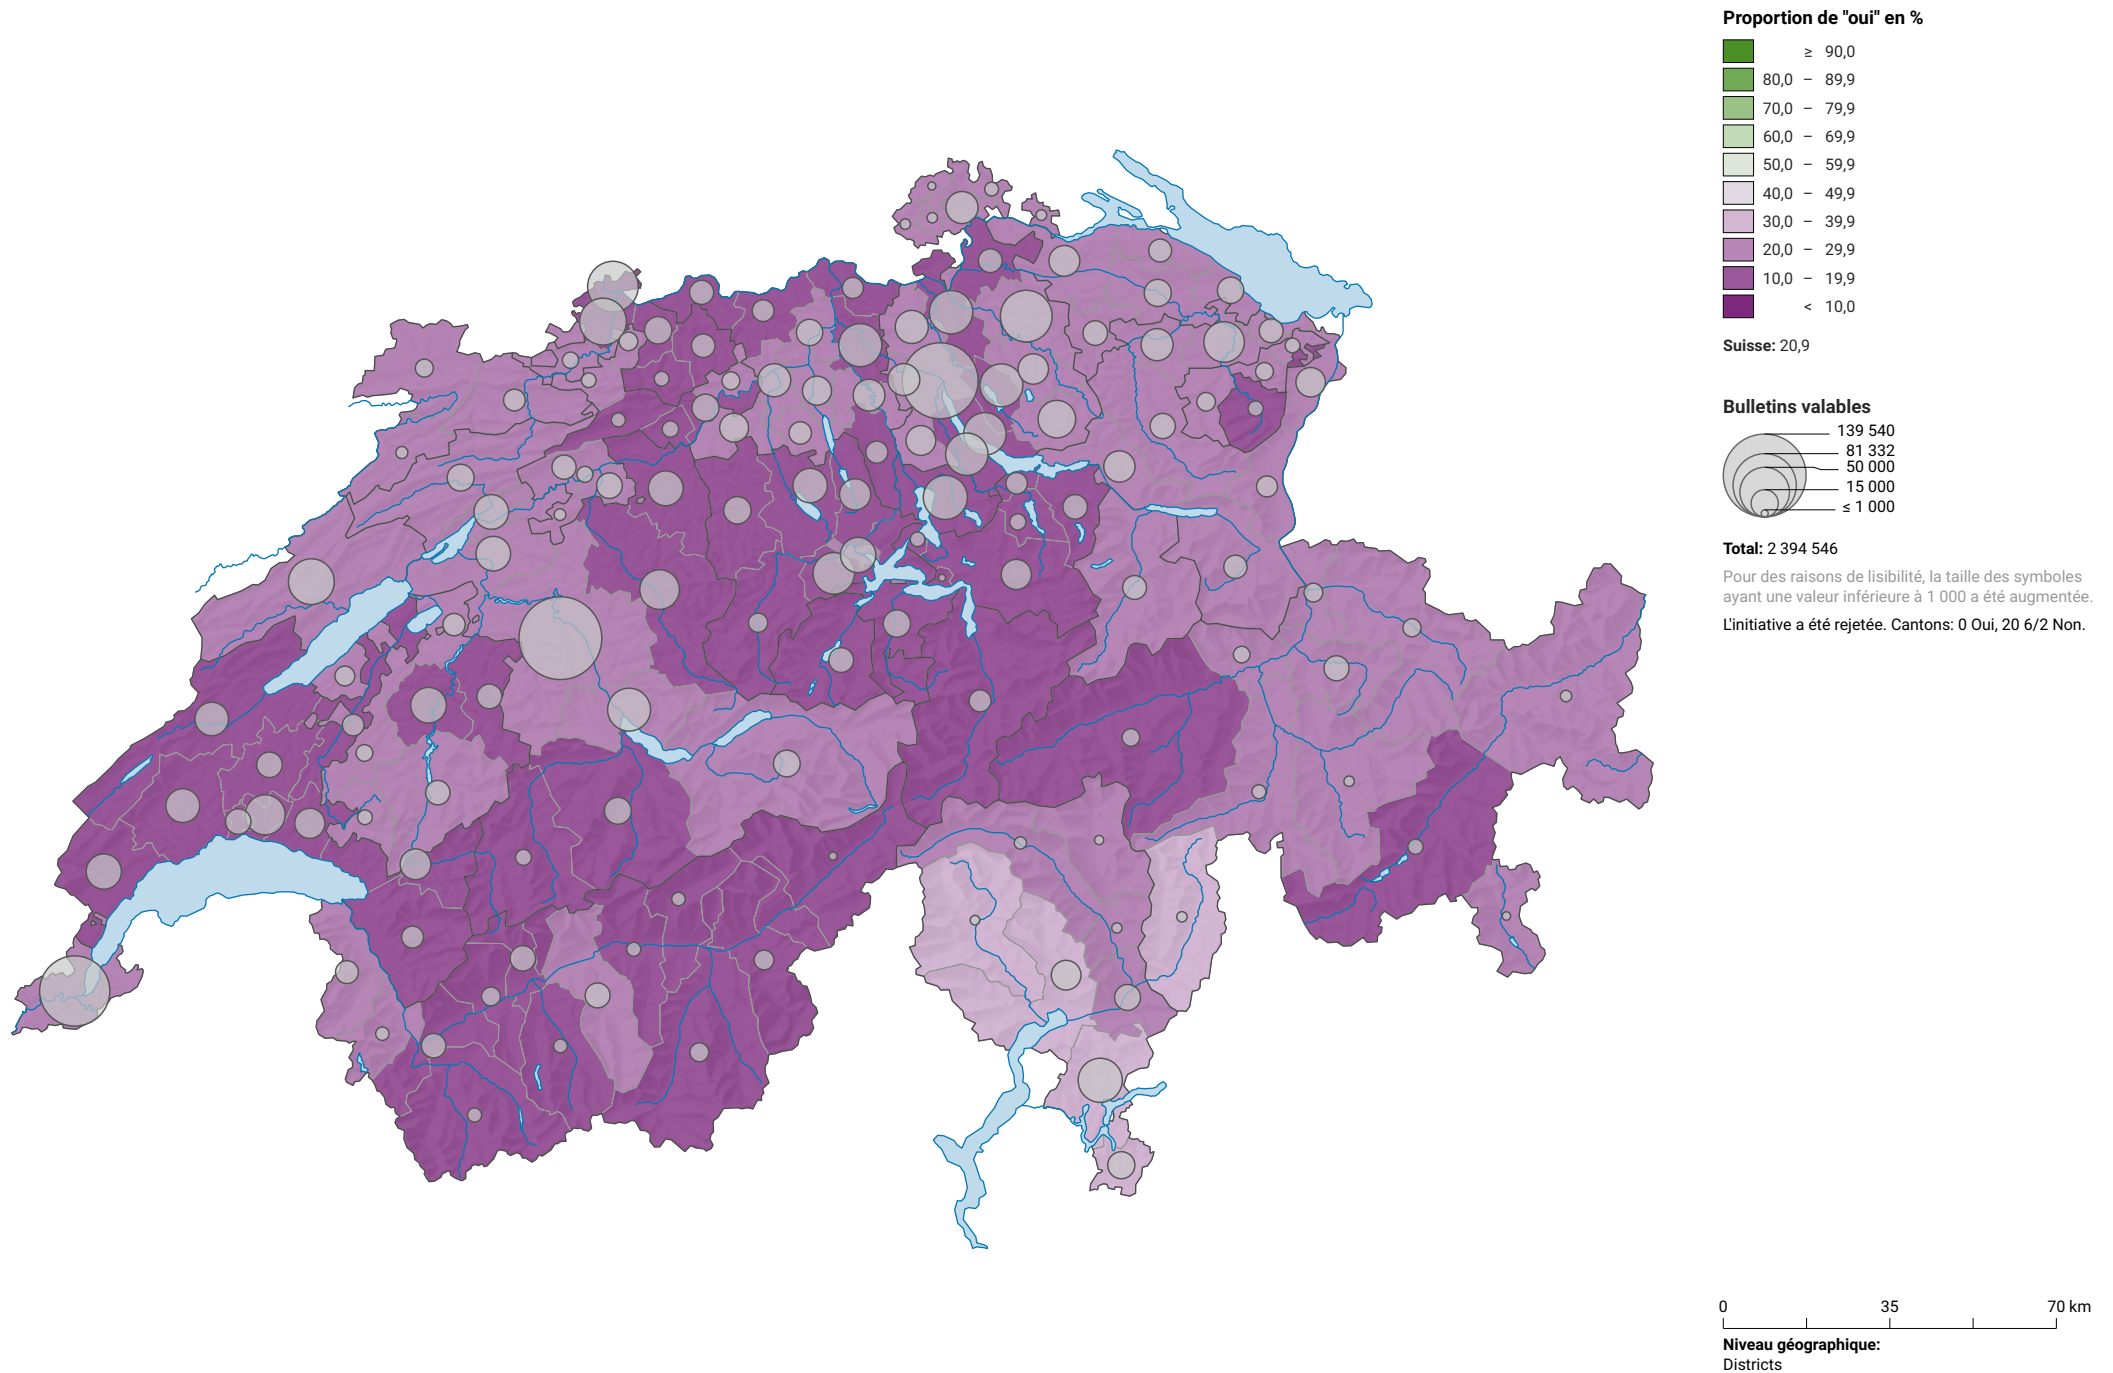 Proportion de "oui" en %
≥ 90,0
80,0 – 89,9
70,0 – 79,9
60,0 – 69,9
50,0 – 59,9
40,0 – 49,9
30,0 – 39,9
20,0 – 29,9
10,0 – 19,9
< 10,0
Suisse: 20,9
Bulletins valables
139 540
81 332
50 000
15 000
≤ 1 000
Total: 2 394 546
Pour des raisons de lisibilité, la taille des symboles
ayant une valeur inférieure à 1 000 a été augmentée.
L'initiative a été rejetée. Cantons: 0 Oui, 20 6/2 Non.
0 35 70 km
Niveau géographique:
Districts